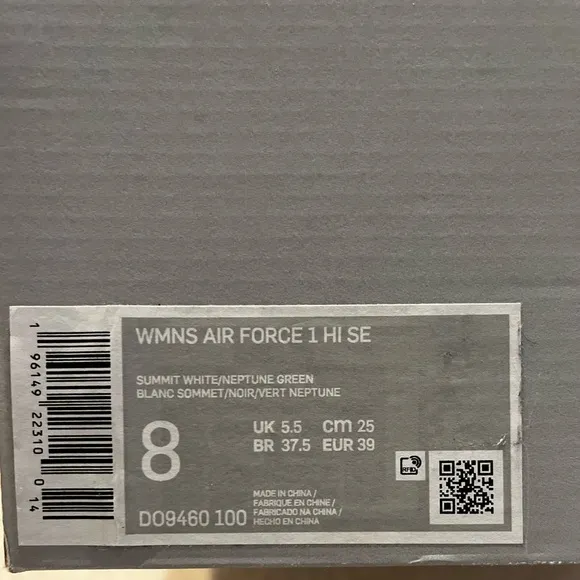 WMNS AIR FORCE 1 HI SE
SUMMIT WHITE/NEPTUNE GREEN
BLANC SOMMET/NOIR/VERT NEPTUNE
8
UK 5.5 cm 25
BR 37.5 EUR 39
MADE IN CHINA /
FABRIQUE EN CHINE /
FABRICADO NA CHINA /
HECHO EN CHINA
DO9460 100
RFID
1 96149 22310 0 14